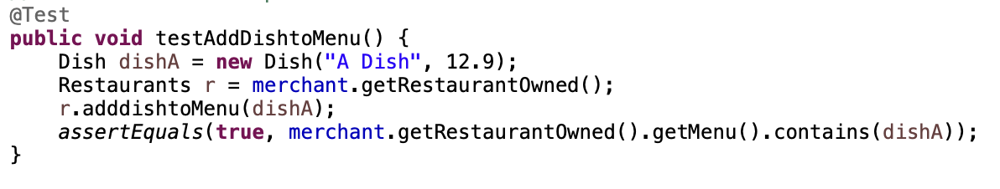 @Test
public void testAddDishtoMenu() {
    Dish dishA = new Dish("A Dish", 12.9);
    Restaurants r = merchant.getRestaurantOwned();
    r.adddishtoMenu(dishA);
    assertEquals(true, merchant.getRestaurantOwned().getMenu().contains(dishA));
}